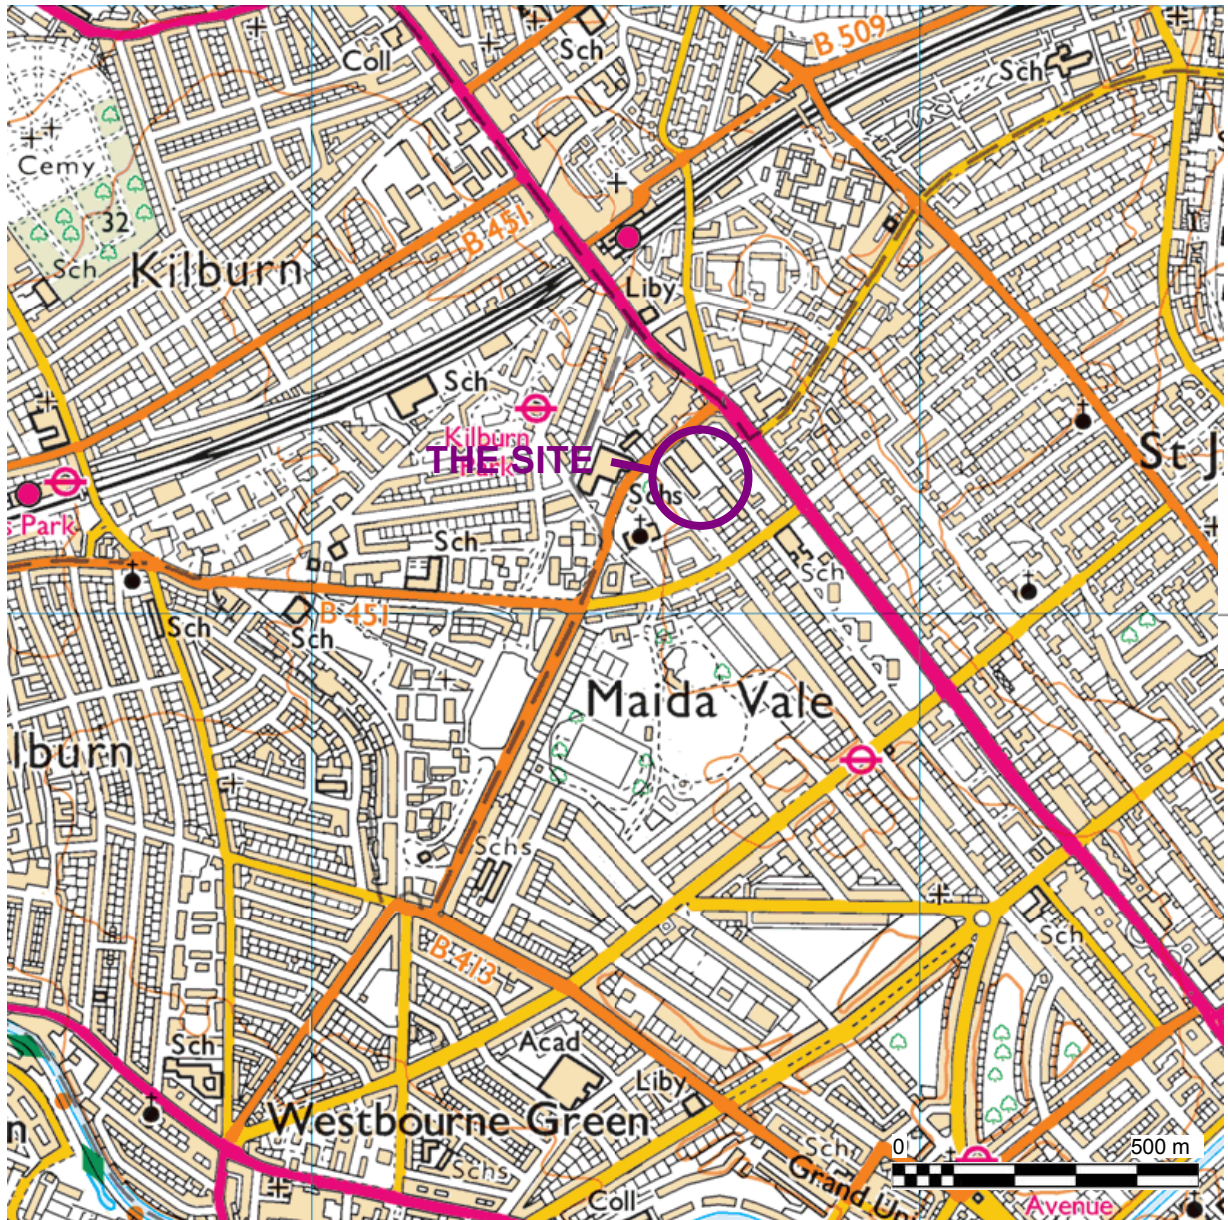 B 509
Coll
Sch
Sch
Cemy
32
B 451
Sch
Kilburn
Liby
Sch
Kilburn
Park
THE SITE
St J
Schs
s Park
Sch
Sch
B 451
Sch
Sch
Maida Vale
lburn
Schs
B 413
Sch
Acad
Sch
Liby
Westbourne Green
n
Schs
Sch
0
500 m
Grand Un
Coll
Avenue